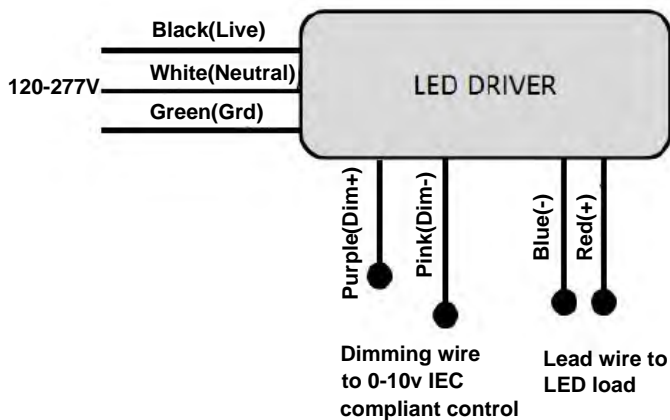 Black(Live)
White(Neutral)
120-277V
Green(Grd)
LED DRIVER
Purple(Dim+)
Pink(Dim-)
Blue(-)
Red(+)
Dimming wire
to 0-10v IEC
compliant control
Lead wire to
LED load